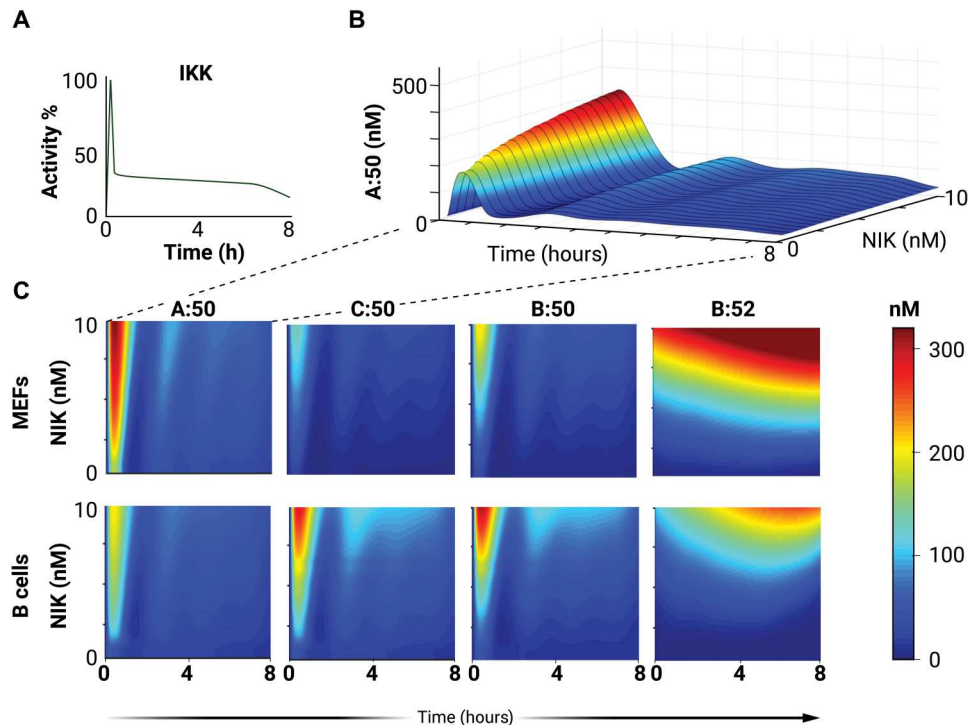 A
IKK
100
50
0
Activity %
0
4
8
Time (h)
B
500
0
A:50 (nM)
0
Time (hours)
8
0
NIK (nM)
10
C
A:50
C:50
B:50
B:52
nM
MEFs
NIK (nM)
10
0
B cells
NIK (nM)
10
0
0
4
8
0
4
8
0
4
8
0
4
8
300
200
100
0
Time (hours)